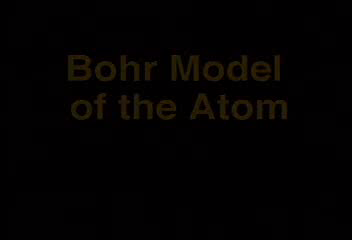 Bohr Model
of the Atom